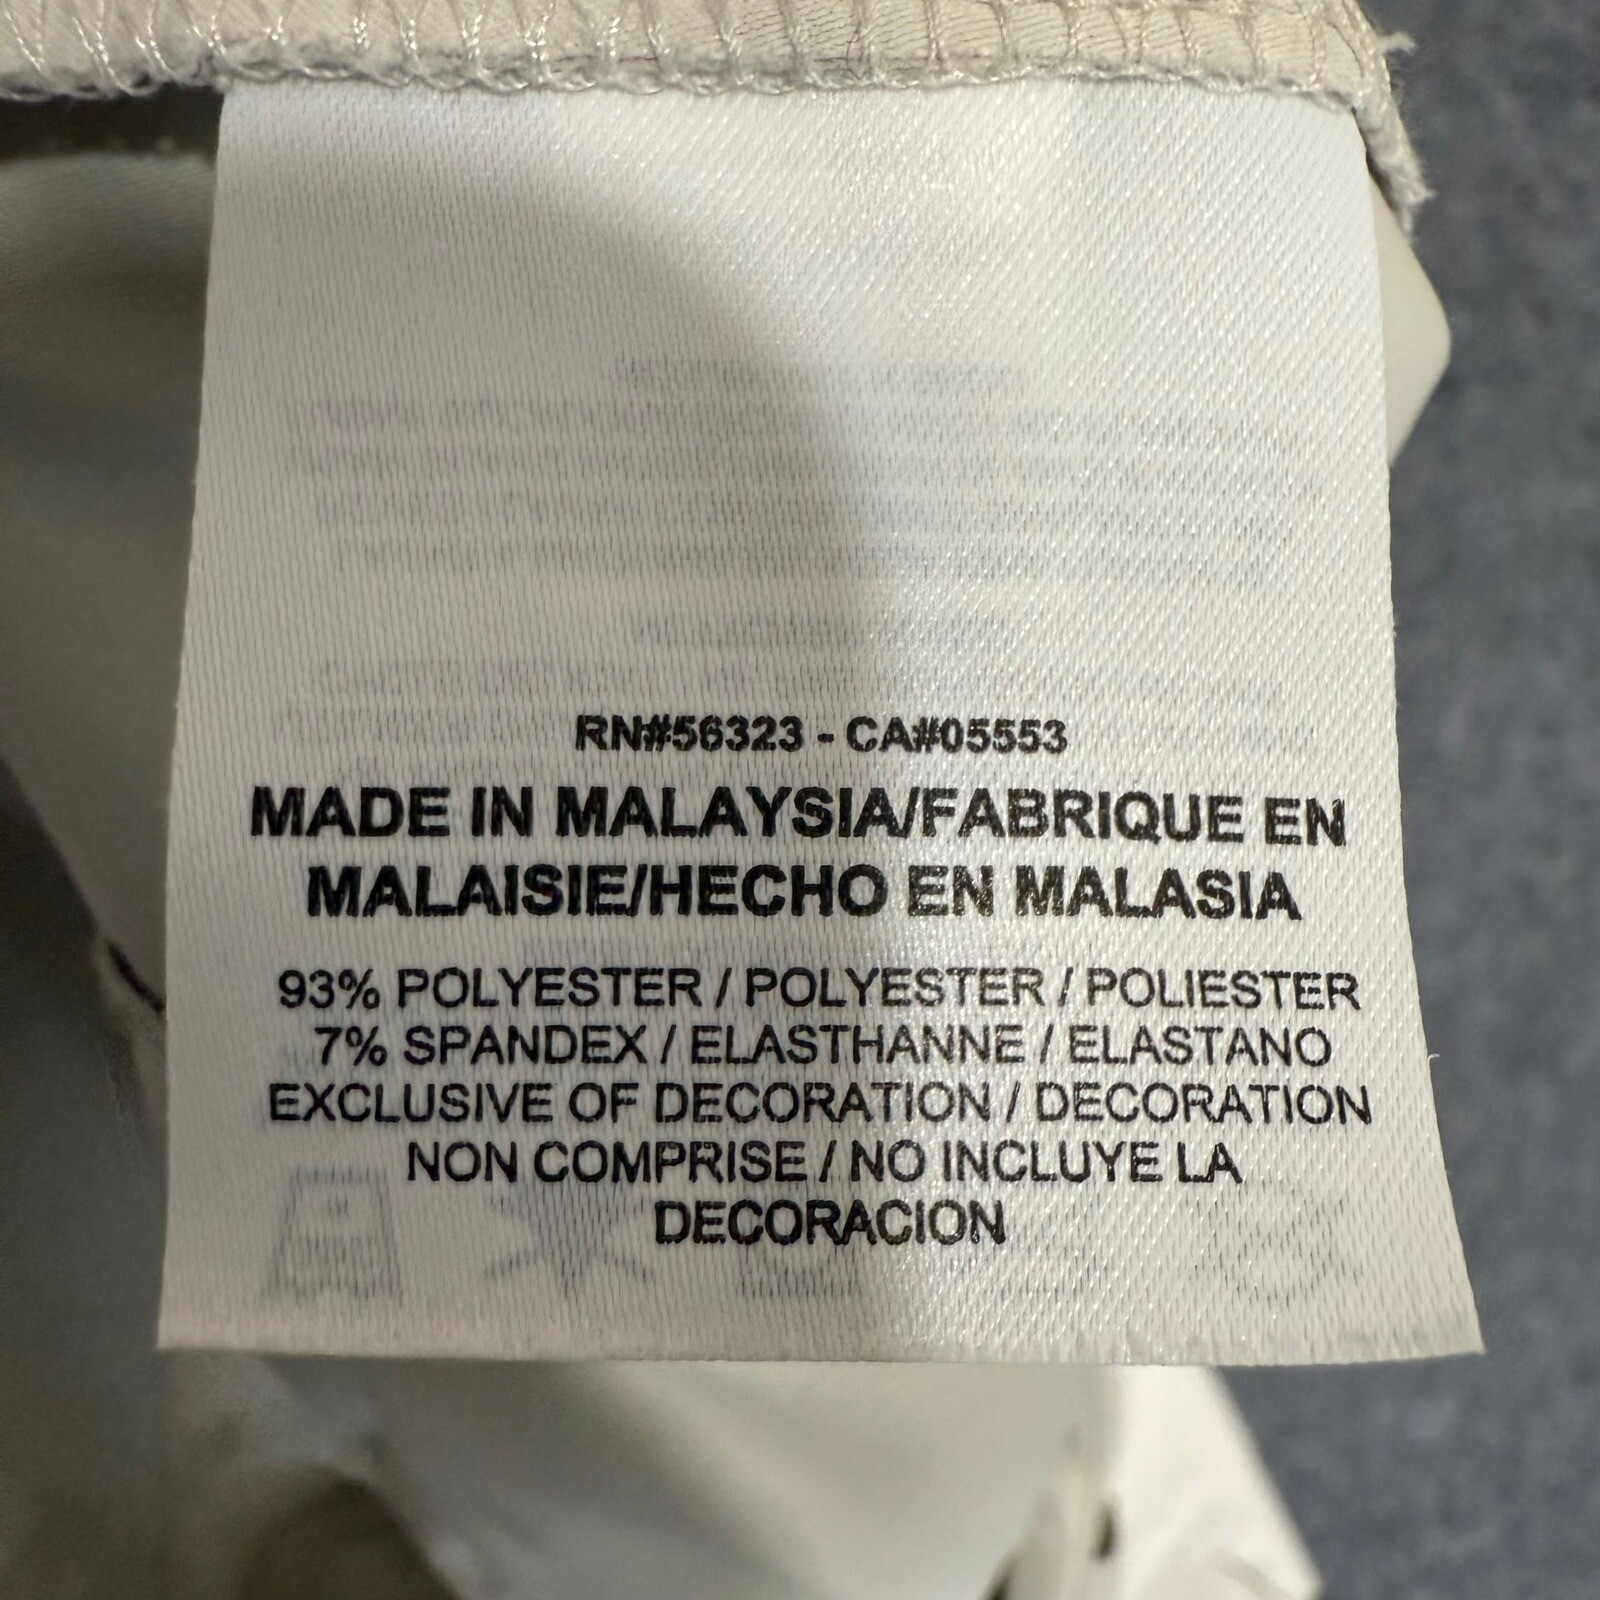 RN#56323 - CA#05553
MADE IN MALAYSIA/FABRIQUE EN
MALAISIE/HECHO EN MALASIA
93% POLYESTER / POLYESTER / POLIESTER
7% SPANDEX / ELASTHANNE / ELASTANO
EXCLUSIVE OF DECORATION / DECORATION
NON COMPRISE / NO INCLUYE LA
DECORACION